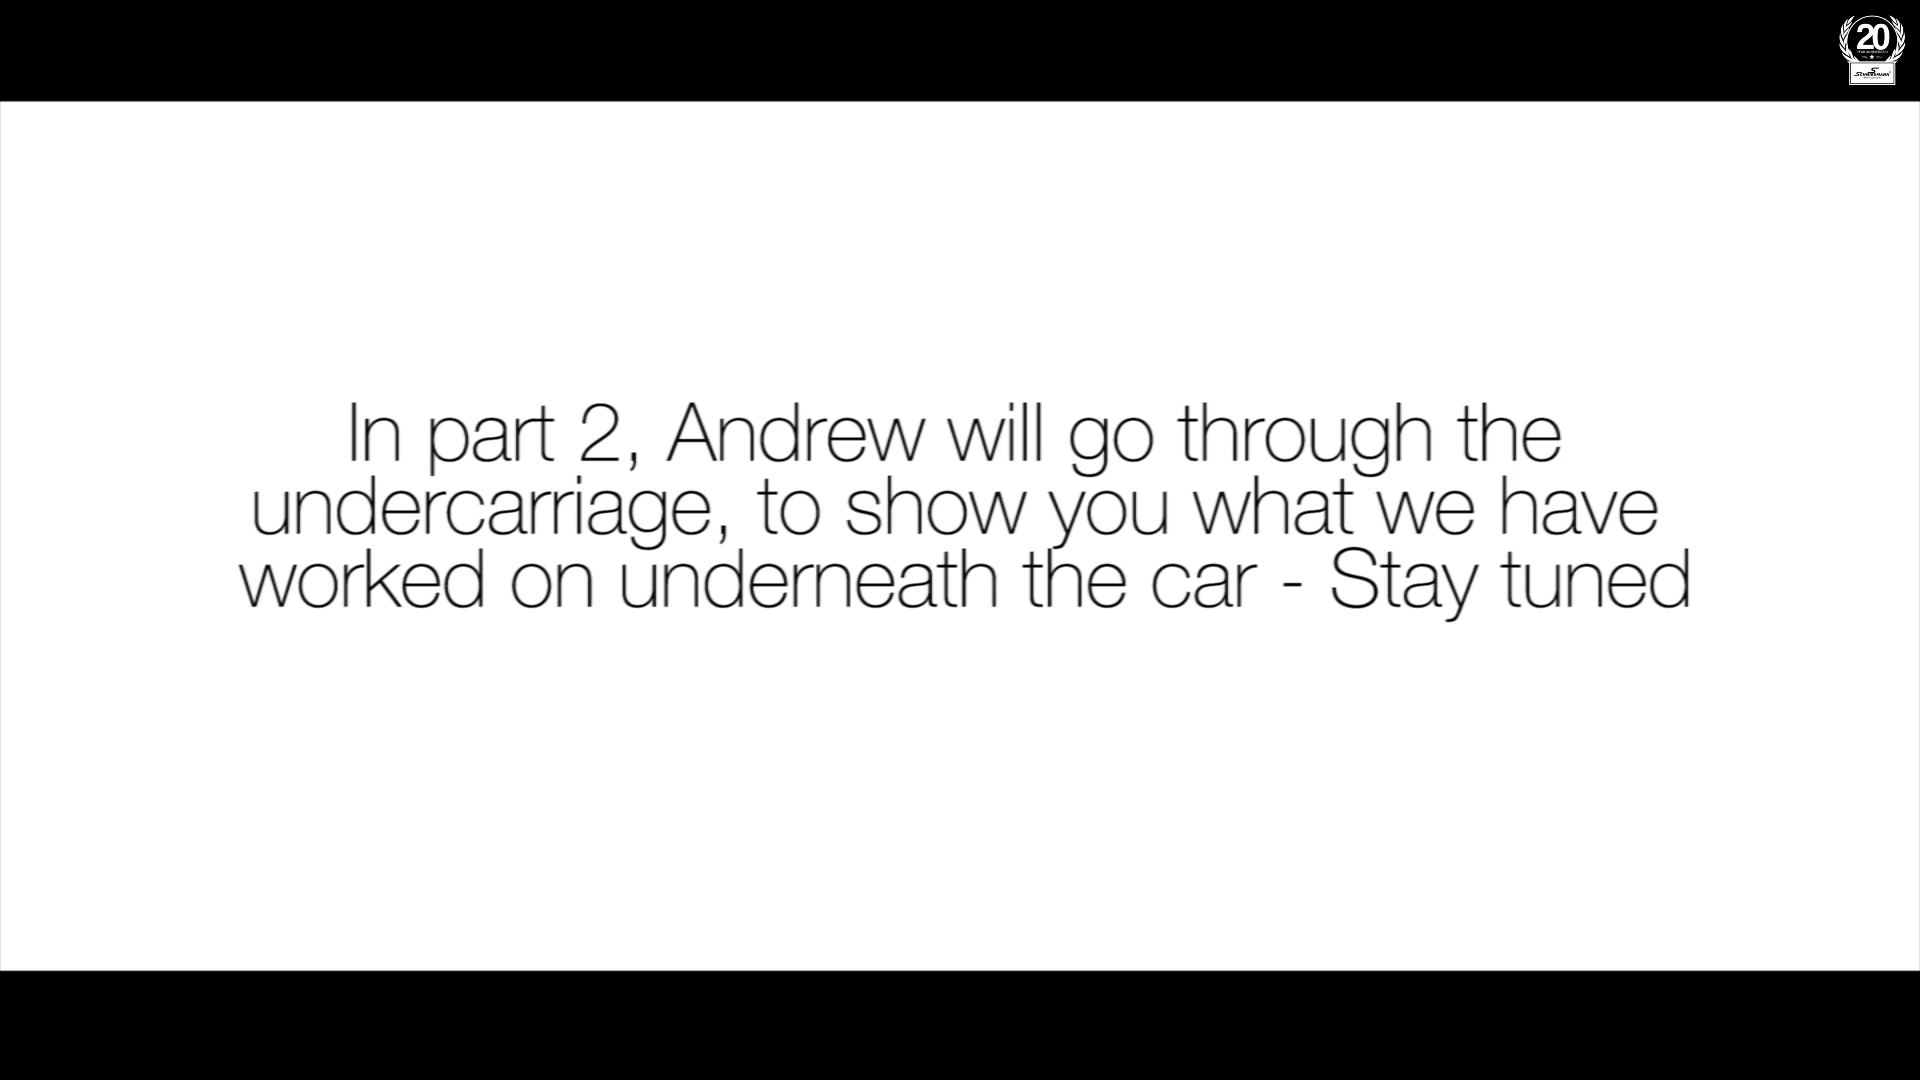 20
In part 2, Andrew will go through the
undercarriage, to show you what we have
worked on underneath the car - Stay tuned